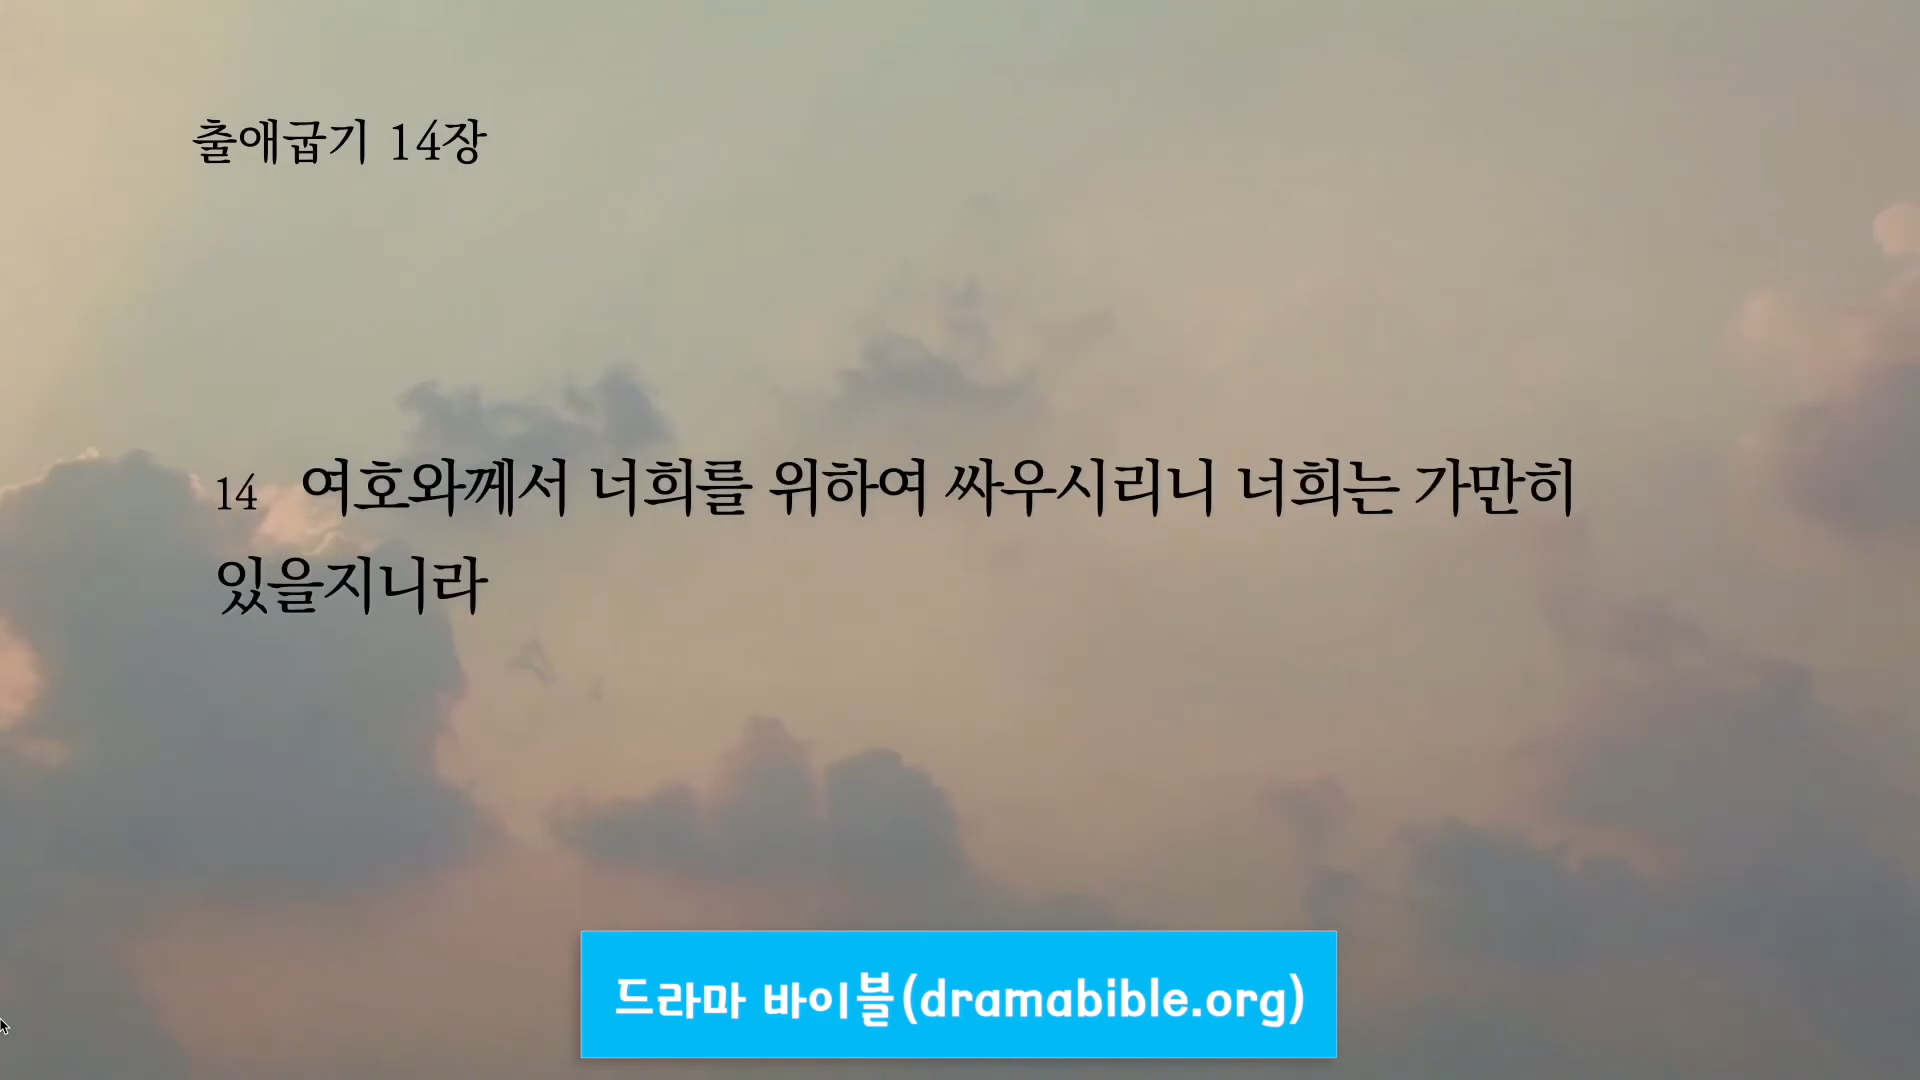 출애굽기 14장
14 여호와께서 너희를 위하여 싸우시리니 너희는 가만히
있을지니라
드라마 바이블(dramabible.org)